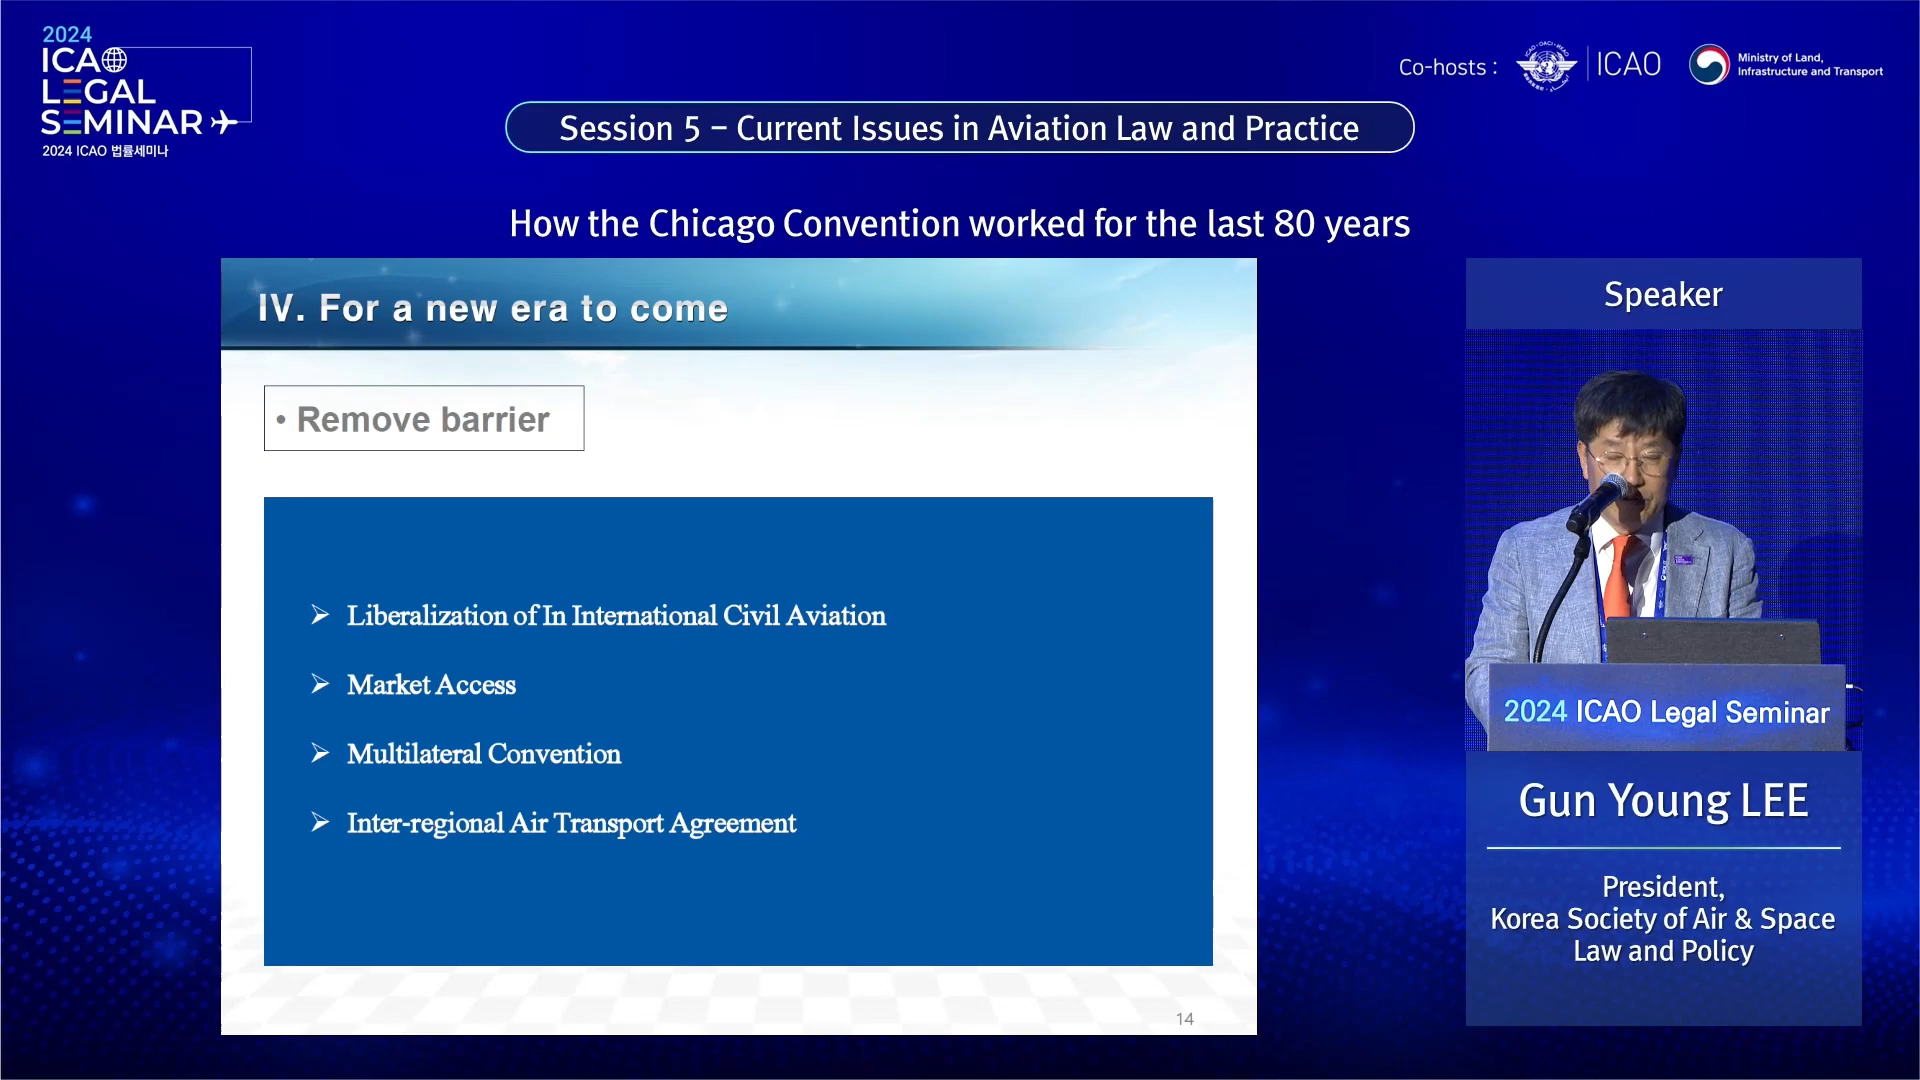 2024
ICAO
LEGAL
SEMINAR
2024 ICAO 법률세미나
Co-hosts :
ICAO
Ministry of Land,
Infrastructure and Transport
Session 5 – Current Issues in Aviation Law and Practice
How the Chicago Convention worked for the last 80 years
IV. For a new era to come
• Remove barrier
➢ Liberalization of In International Civil Aviation
➢ Market Access
➢ Multilateral Convention
➢ Inter-regional Air Transport Agreement
14
Speaker
2024 ICAO Legal Seminar
Gun Young LEE
President,
Korea Society of Air & Space
Law and Policy